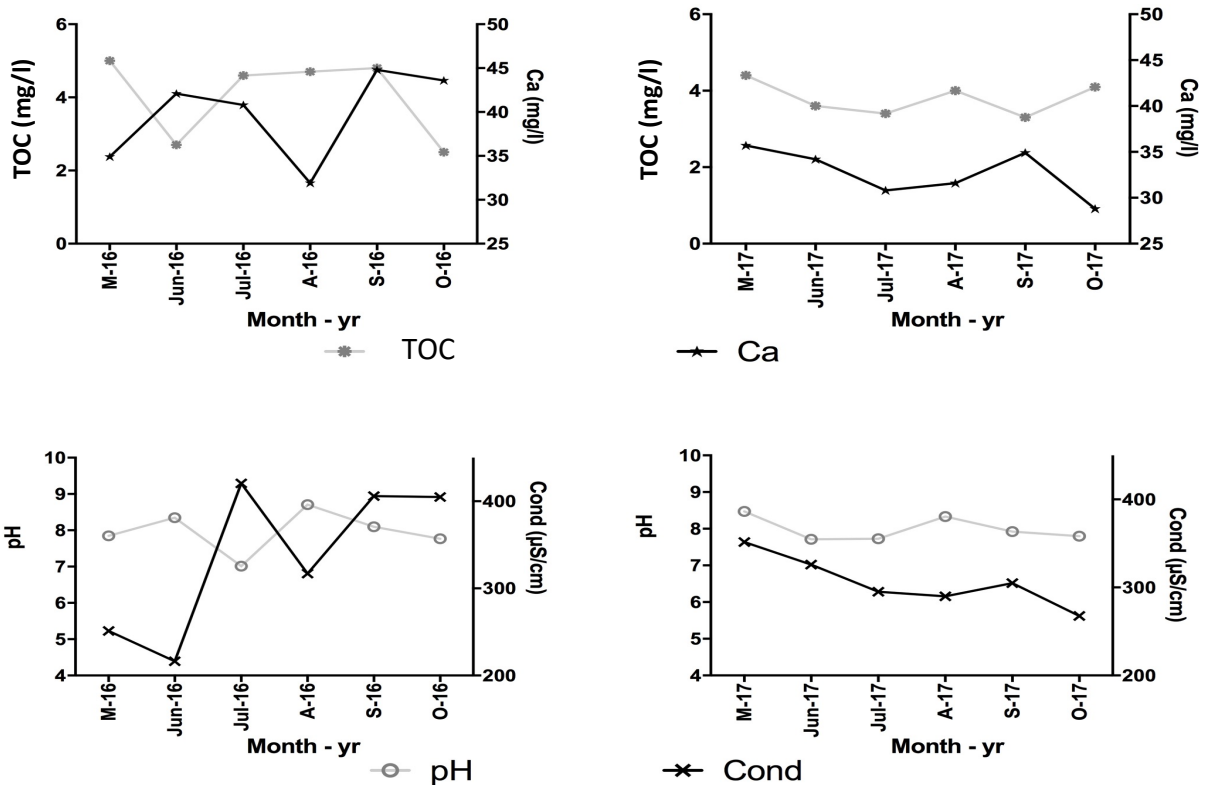 TOC (mg/l)
6
4
2
0
50
45
40
35
30
25
Ca (mg/l)
M-16
Jun-16
Jul-16
A-16
S-16
O-16
Month - yr
TOC (mg/l)
6
4
2
0
50
45
40
35
30
25
Ca (mg/l)
M-17
Jun-17
Jul-17
A-17
S-17
O-17
Month - yr
TOC
Ca
pH
10
9
8
7
6
5
4
400
300
200
Cond (µS/cm)
M-16
Jun-16
Jul-16
A-16
S-16
O-16
Month - yr
pH
10
9
8
7
6
5
4
400
300
200
Cond (µS/cm)
M-17
Jun-17
Jul-17
A-17
S-17
O-17
Month - yr
pH
Cond